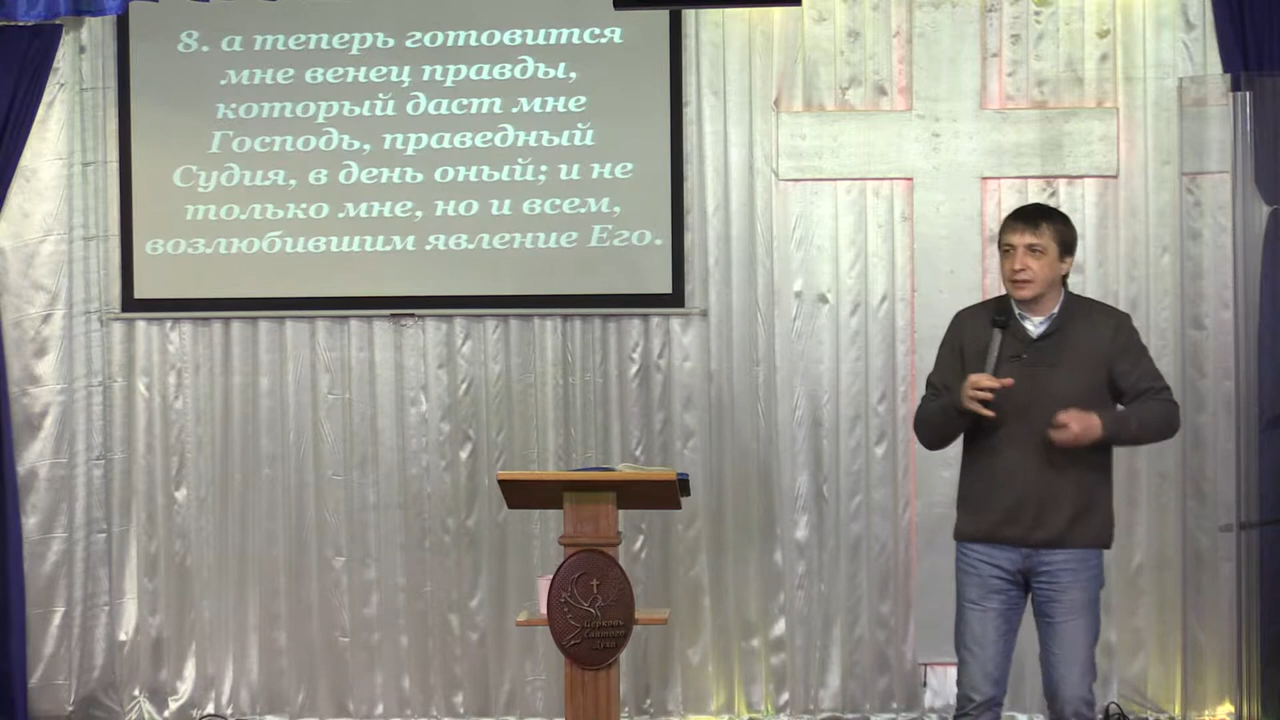 8. а теперь готовится
мне венец правды,
который даст мне
Господь, праведный
Судия, в день оный; и не
только мне, но и всем,
возлюбившим явление Его.
Церковь
Святого
Духа